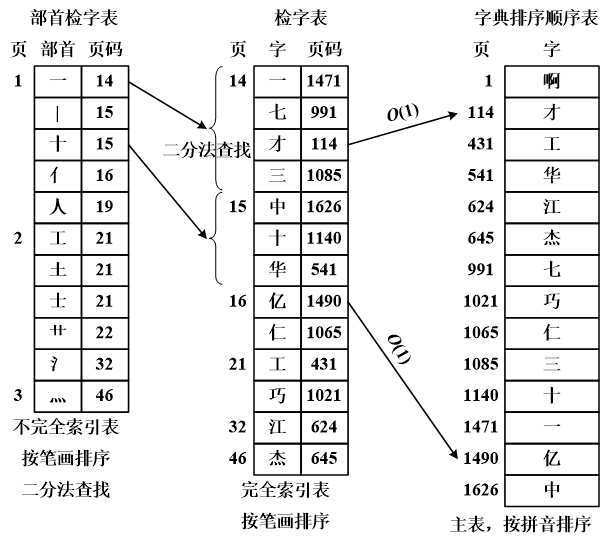 部首检字表 检字表 字典排序顺序表
页 部首 页码 页 字 页码 页 字
1 一 14 14 一 1471 1 啊
| 15 七 991 114 才
十 15 才 114 431 工
亻 16 三 1085 541 华
人 19 15 中 1626 624 江
2 工 21 十 1140 645 杰
土 21 华 541 991 七
士 21 16 亿 1490 1021 巧
艹 22 仁 1065 1065 仁
氵 32 21 工 431 1085 三
3 灬 46 巧 1021 1140 十
32 江 624 1471 一
46 杰 645 1490 亿
1626 中
二分法查找
O(1)
O(1)
不完全索引表
按笔画排序
二分法查找
完全索引表
按笔画排序
主表，按拼音排序